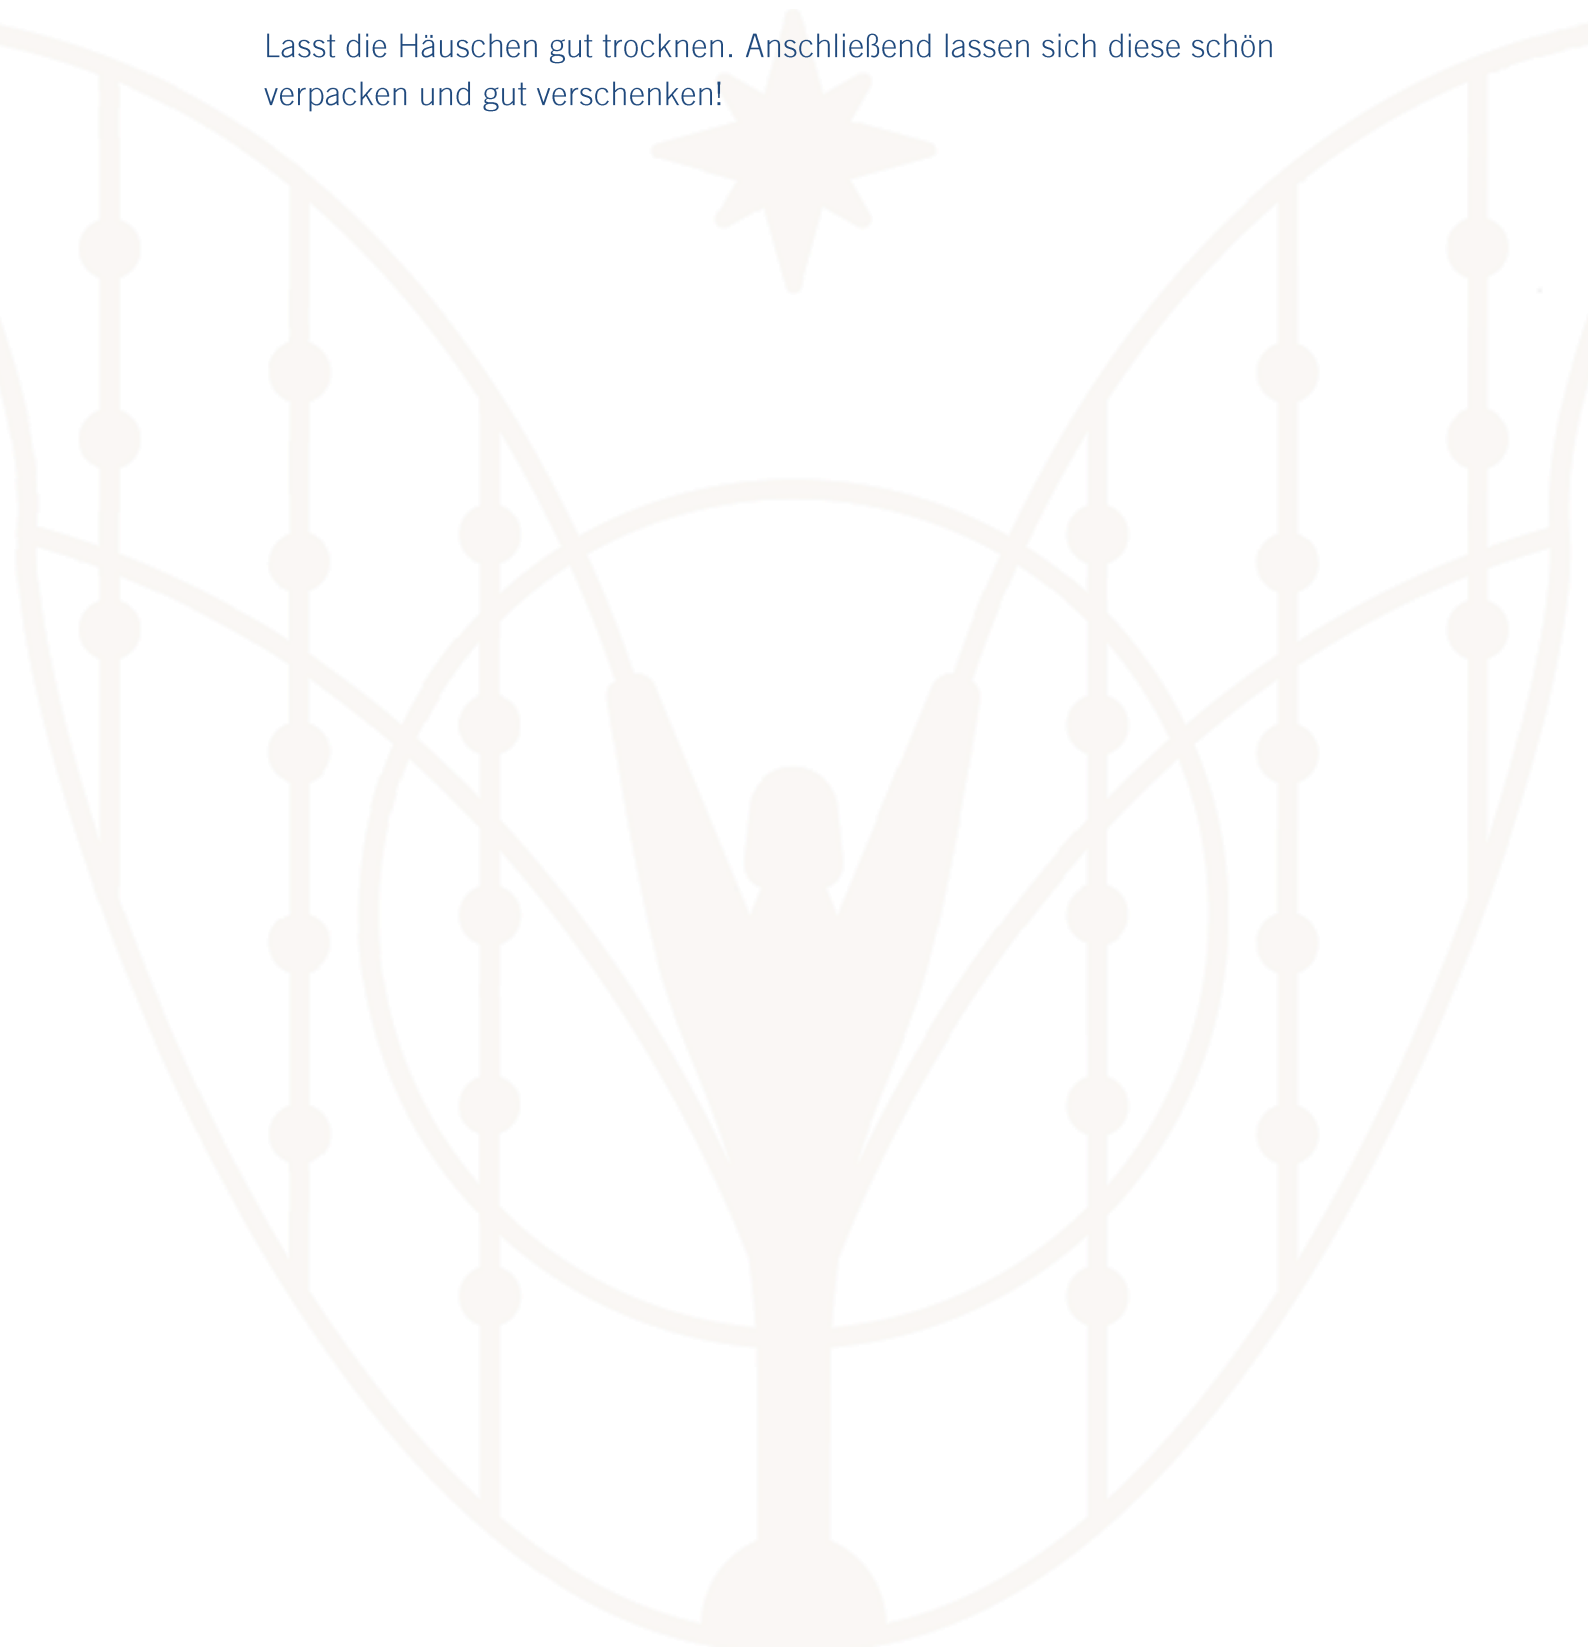 Lasst die Häuschen gut trocknen. Anschließend lassen sich diese schön
verpacken und gut verschenken!